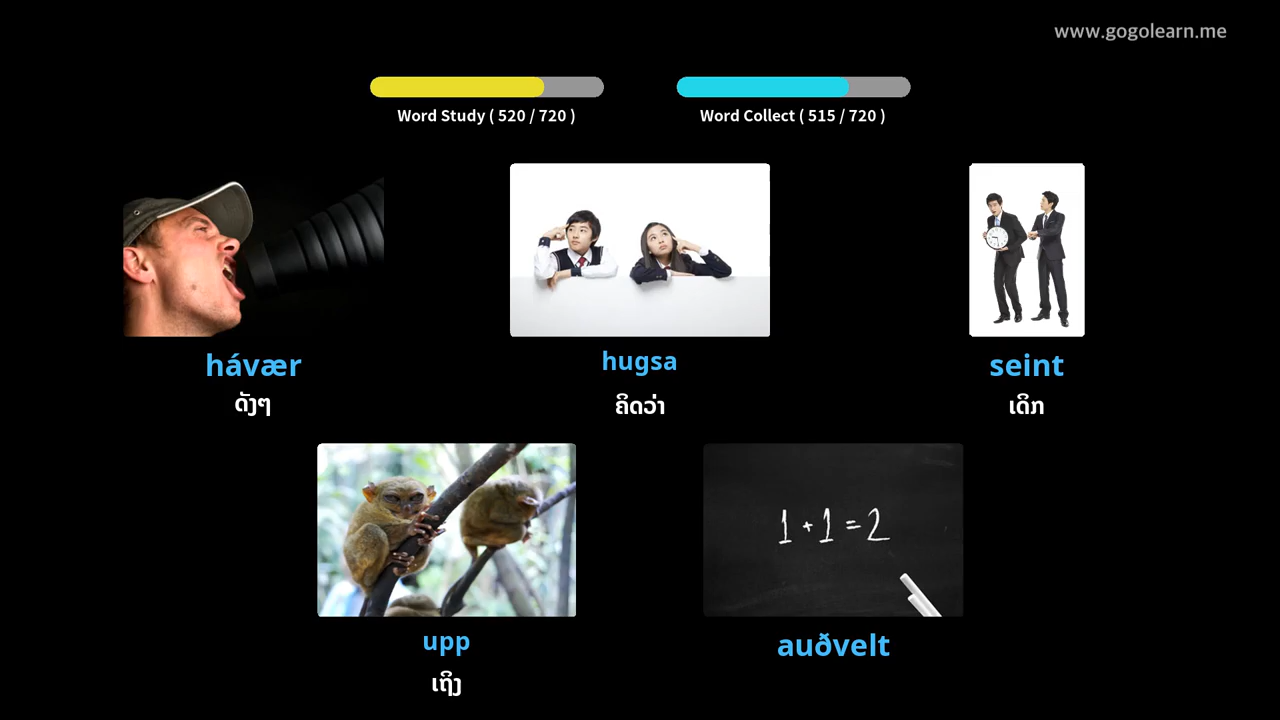 www.gogolearn.me
Word Study ( 520 / 720 )
Word Collect ( 515 / 720 )
hávær
ດັງໆ
hugsa
ຄິດວ່າ
seint
ເດິກ
upp
ເຖິງ
1 + 1 = 2
auðvelt